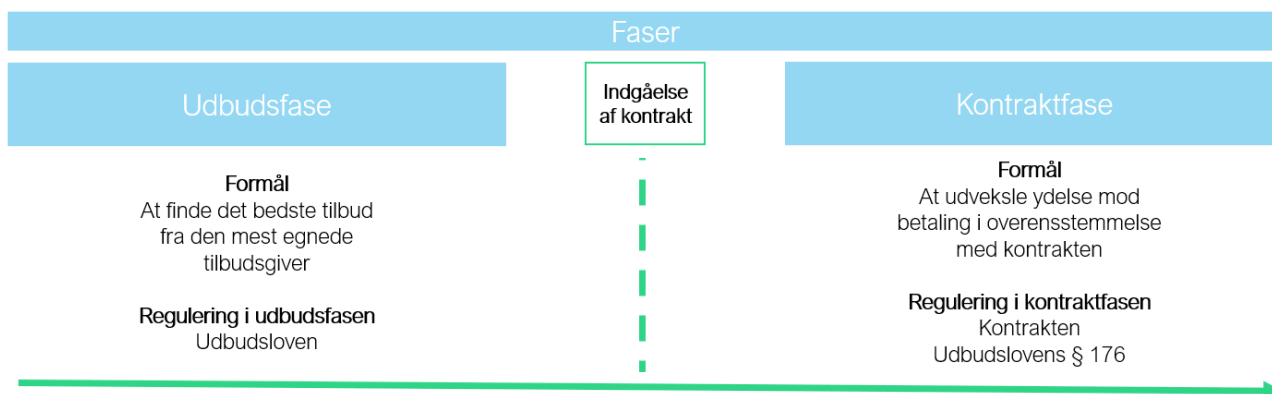 Faser
Udbudsfase
Indgåelse
af kontrakt
Kontraktfase
Formål
At finde det bedste tilbud
fra den mest egnede
tilbudsgiver
Regulering i udbudsfasen
Udbudsloven
Formål
At udveksle ydelse mod
betaling i overensstemmelse
med kontrakten
Regulering i kontraktfasen
Kontrakten
Udbudslovens § 176